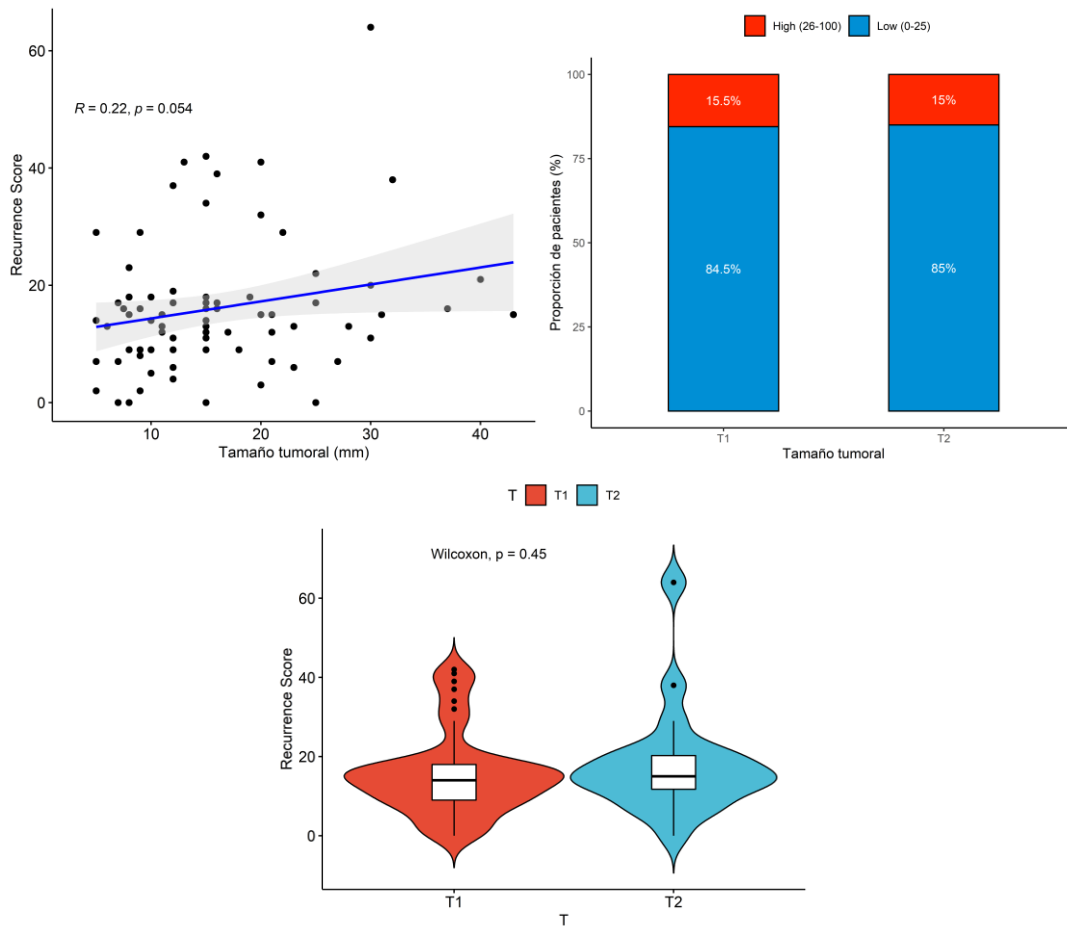 R = 0.22, p = 0.054
Recurrence Score
0
20
40
60
10
20
30
40
Tamaño tumoral (mm)
High (26-100) Low (0-25)
Proporción de pacientes (%)
100
75
50
25
0
15.5%
15%
84.5%
85%
T1 T2
Tamaño tumoral
T T1 T2
Wilcoxon, p = 0.45
Recurrence Score
60
40
20
0
T1 T2
T